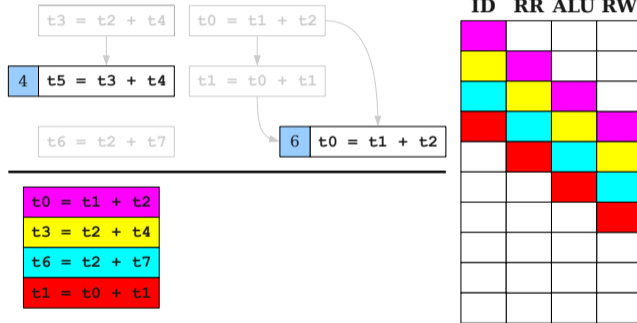 ID RR ALU RW
t3 = t2 + t4
t0 = t1 + t2
4 t5 = t3 + t4
t1 = t0 + t1
t6 = t2 + t7
6 t0 = t1 + t2
t0 = t1 + t2
t3 = t2 + t4
t6 = t2 + t7
t1 = t0 + t1